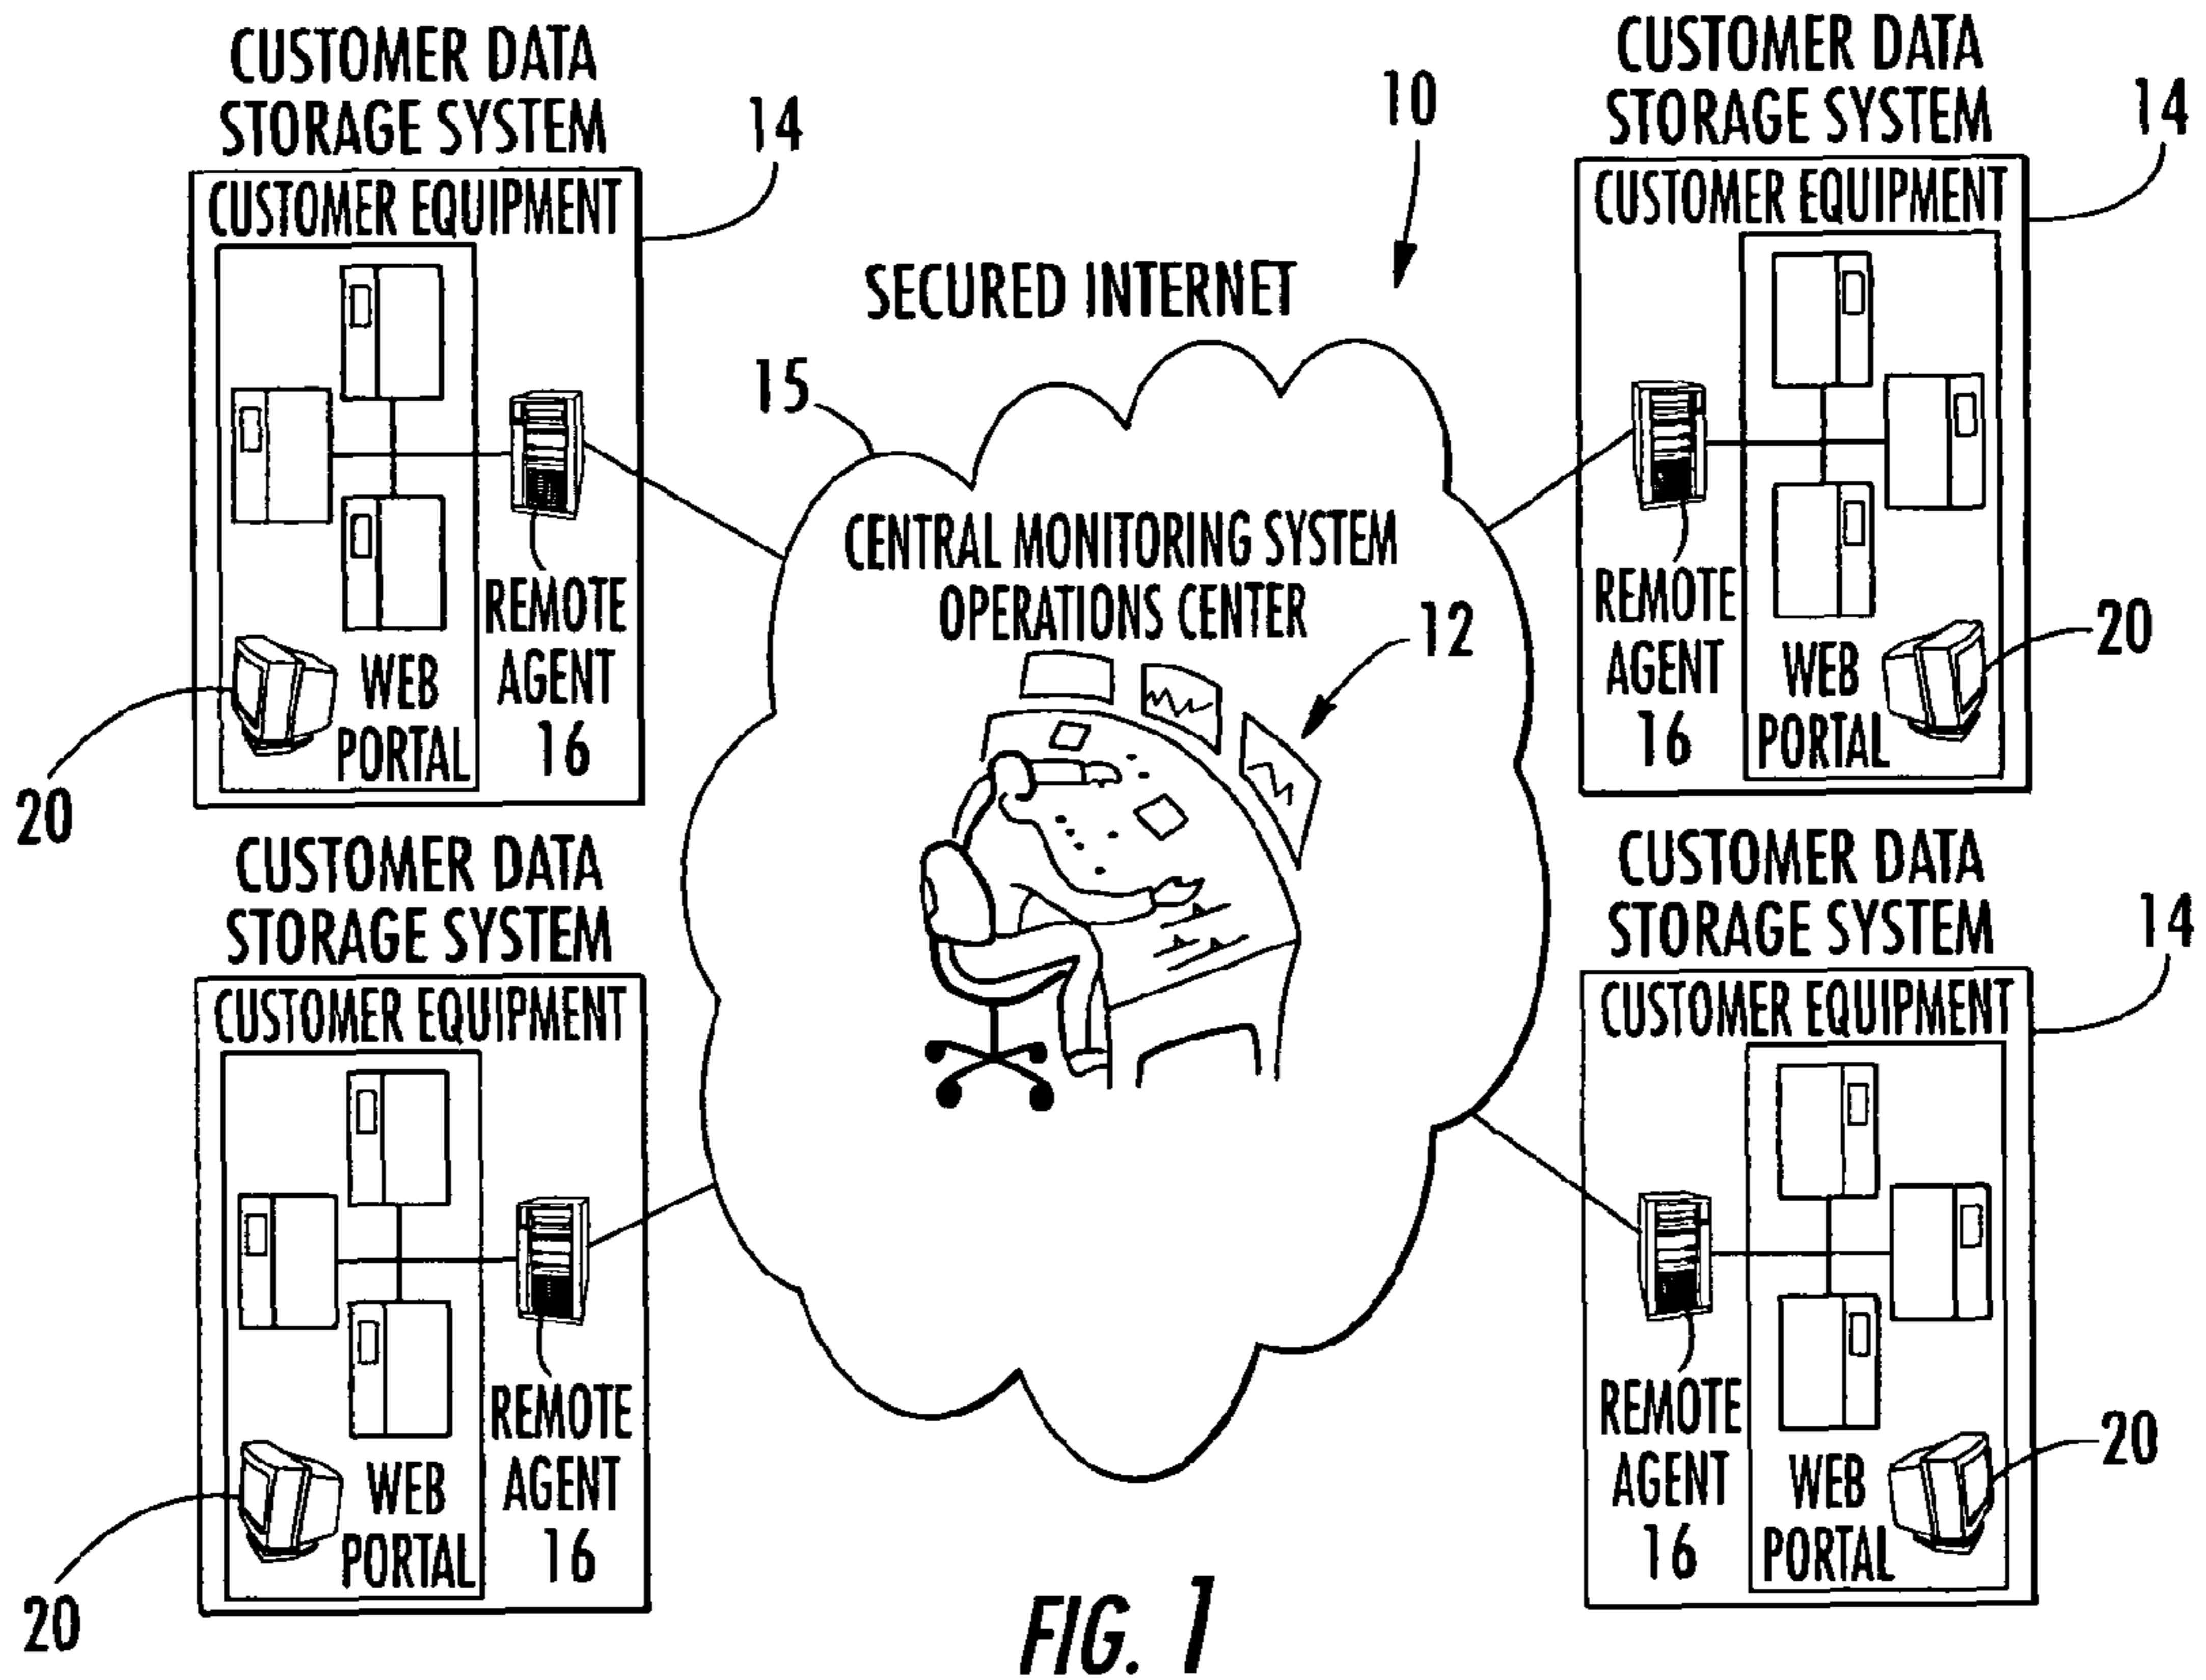 CUSTOMER DATA
STORAGE SYSTEM
14
CUSTOMER EQUIPMENT
REMOTE
AGENT
16
WEB
PORTAL
20
10
SECURED INTERNET
15
CENTRAL MONITORING SYSTEM
OPERATIONS CENTER
12
CUSTOMER DATA
STORAGE SYSTEM
14
CUSTOMER EQUIPMENT
REMOTE
AGENT
16
WEB
PORTAL
20
CUSTOMER DATA
STORAGE SYSTEM
CUSTOMER EQUIPMENT
REMOTE
AGENT
16
WEB
PORTAL
20
CUSTOMER DATA
STORAGE SYSTEM
14
CUSTOMER EQUIPMENT
REMOTE
AGENT
16
WEB
PORTAL
20
FIG. 1